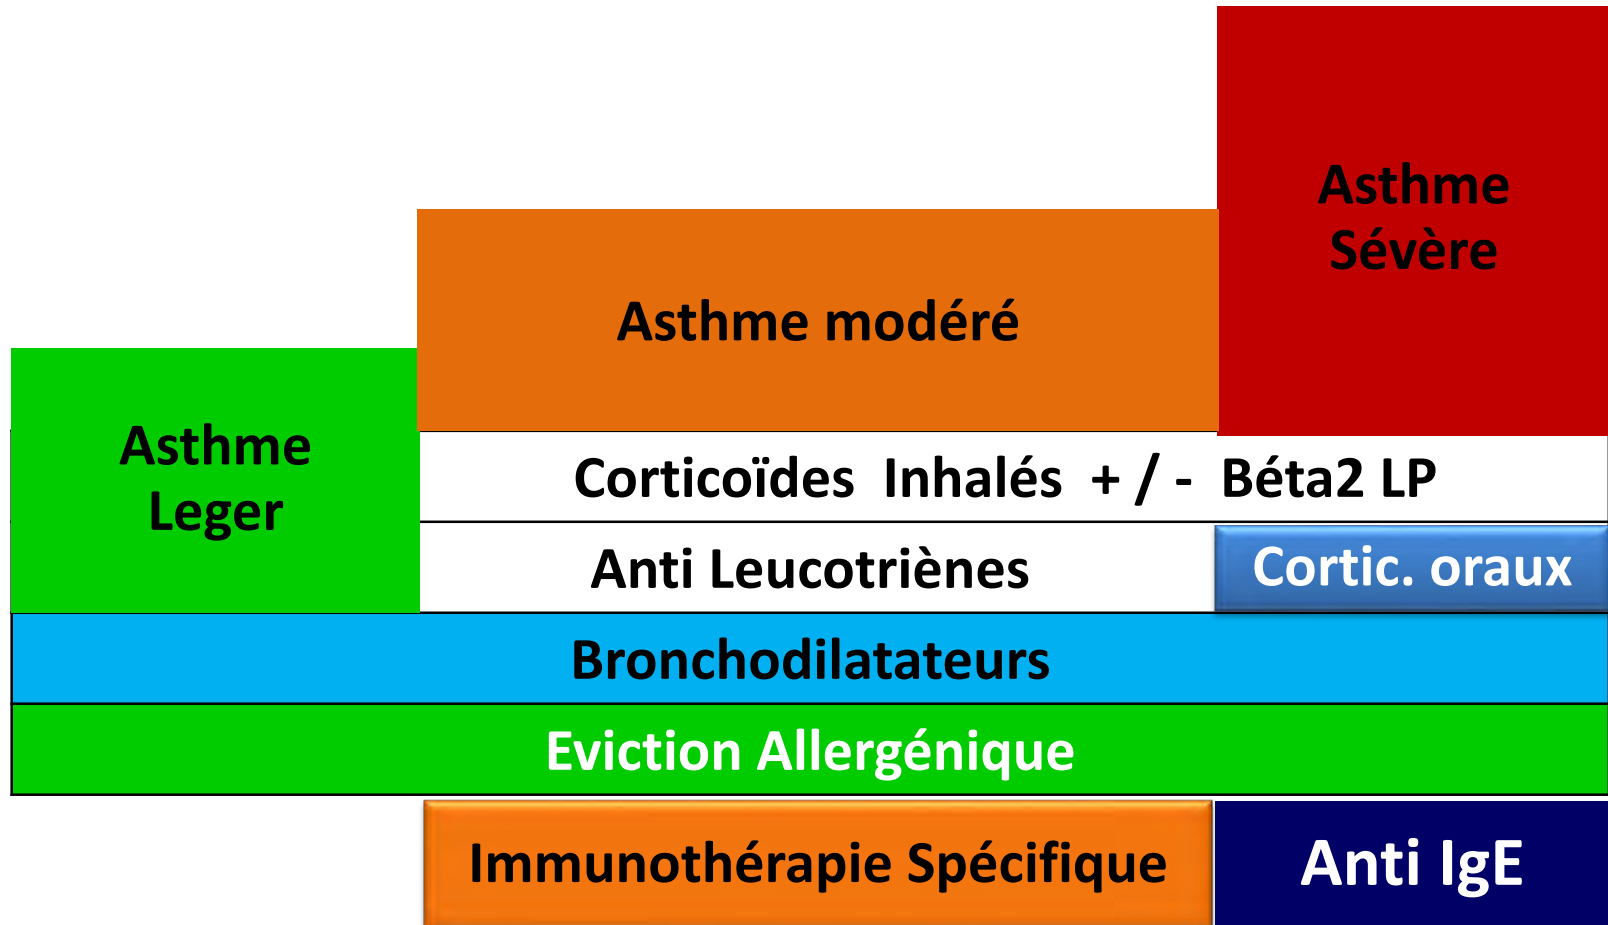 Asthme
Sévère
Asthme modéré
Asthme
Leger
Corticoïdes Inhalés + / - Béta2 LP
Anti Leucotriènes
Cortic. oraux
Bronchodilatateurs
Eviction Allergénique
Immunothérapie Spécifique
Anti IgE